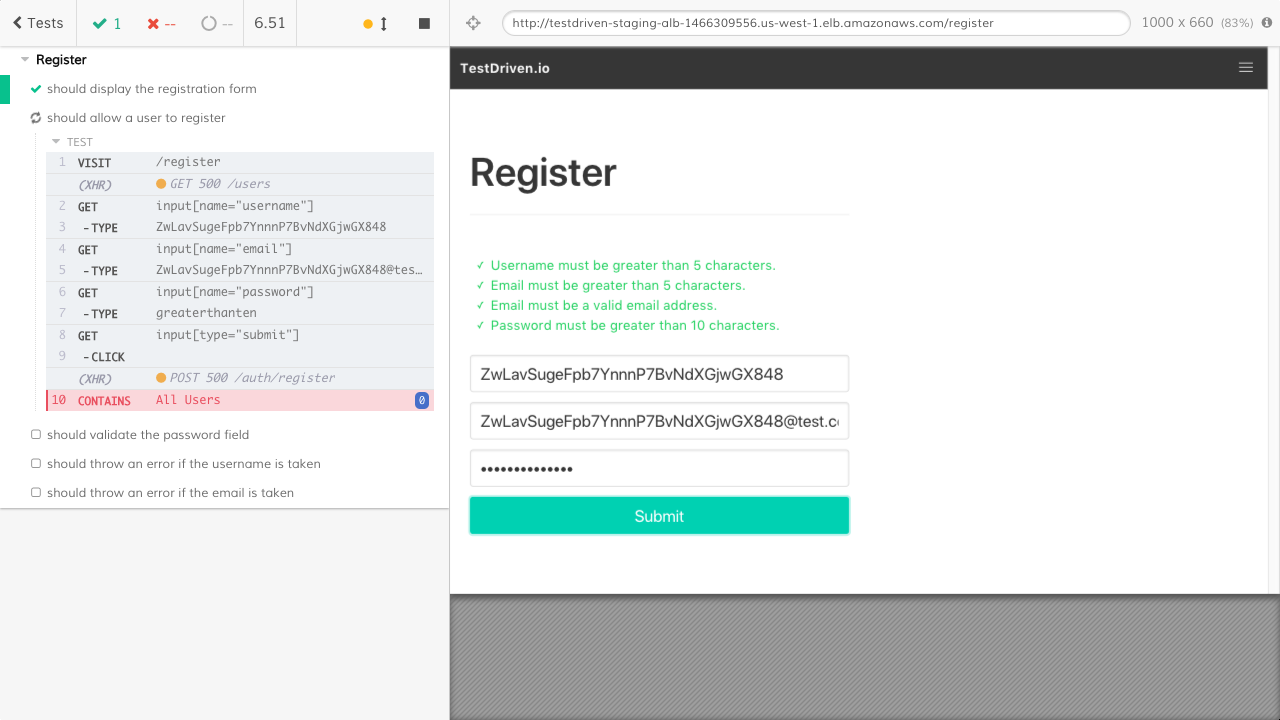 Tests 1 -- -- 6.51
http://testdriven-staging-alb-1466309556.us-west-1.elb.amazonaws.com/register 1000 x 660 (83%)
Register
should display the registration form
should allow a user to register
TEST
1 VISIT /register
(XHR) GET 500 /users
2 GET input[name="username"]
3 -TYPE ZwLavSugeFpb7YnnnP7BvNdXGjwGX848
4 GET input[name="email"]
5 -TYPE ZwLavSugeFpb7YnnnP7BvNdXGjwGX848@tes…
6 GET input[name="password"]
7 -TYPE greaterthanten
8 GET input[type="submit"]
9 -CLICK
(XHR) POST 500 /auth/register
10 CONTAINS All Users 0
should validate the password field
should throw an error if the username is taken
should throw an error if the email is taken
TestDriven.io
Register
✓ Username must be greater than 5 characters.
✓ Email must be greater than 5 characters.
✓ Email must be a valid email address.
✓ Password must be greater than 10 characters.
ZwLavSugeFpb7YnnnP7BvNdXGjwGX848
ZwLavSugeFpb7YnnnP7BvNdXGjwGX848@test.c
••••••••••••••
Submit